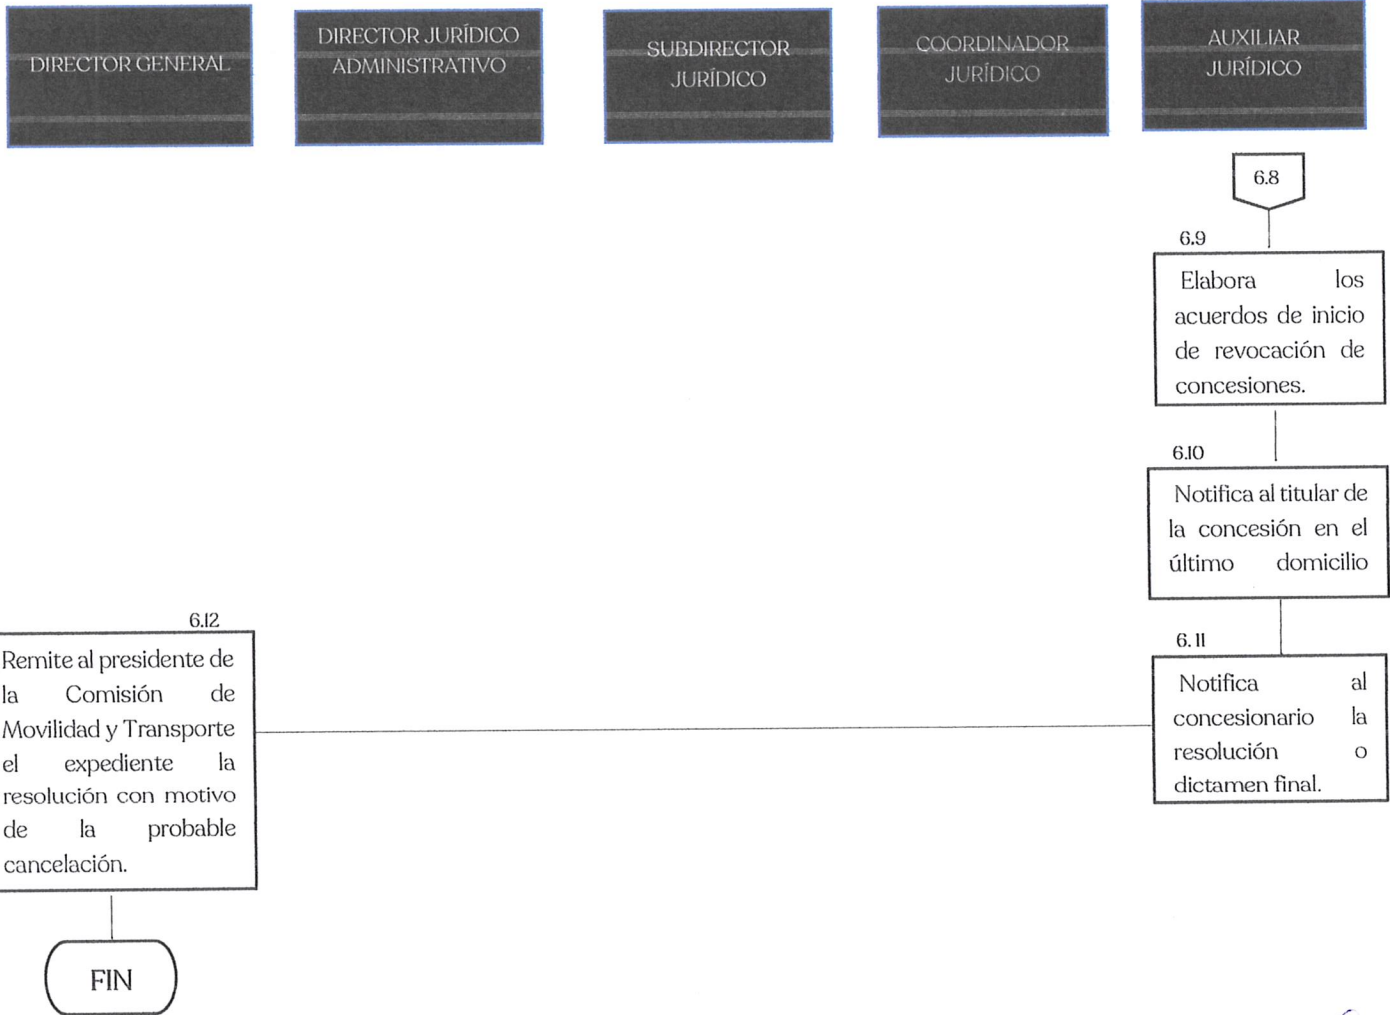 DIRECTOR GENERAL
DIRECTOR JURÍDICO
ADMINISTRATIVO
SUBDIRECTOR
JURÍDICO
COORDINADOR
JURÍDICO
AUXILIAR
JURÍDICO
6.8
6.9
Elabora los
acuerdos de inicio
de revocación de
concesiones.
6.10
Notifica al titular de
la concesión en el
último domicilio
6.11
Notifica al
concesionario la
resolución o
dictamen final.
6.12
Remite al presidente de
la Comisión de
Movilidad y Transporte
el expediente la
resolución con motivo
de la probable
cancelación.
FIN